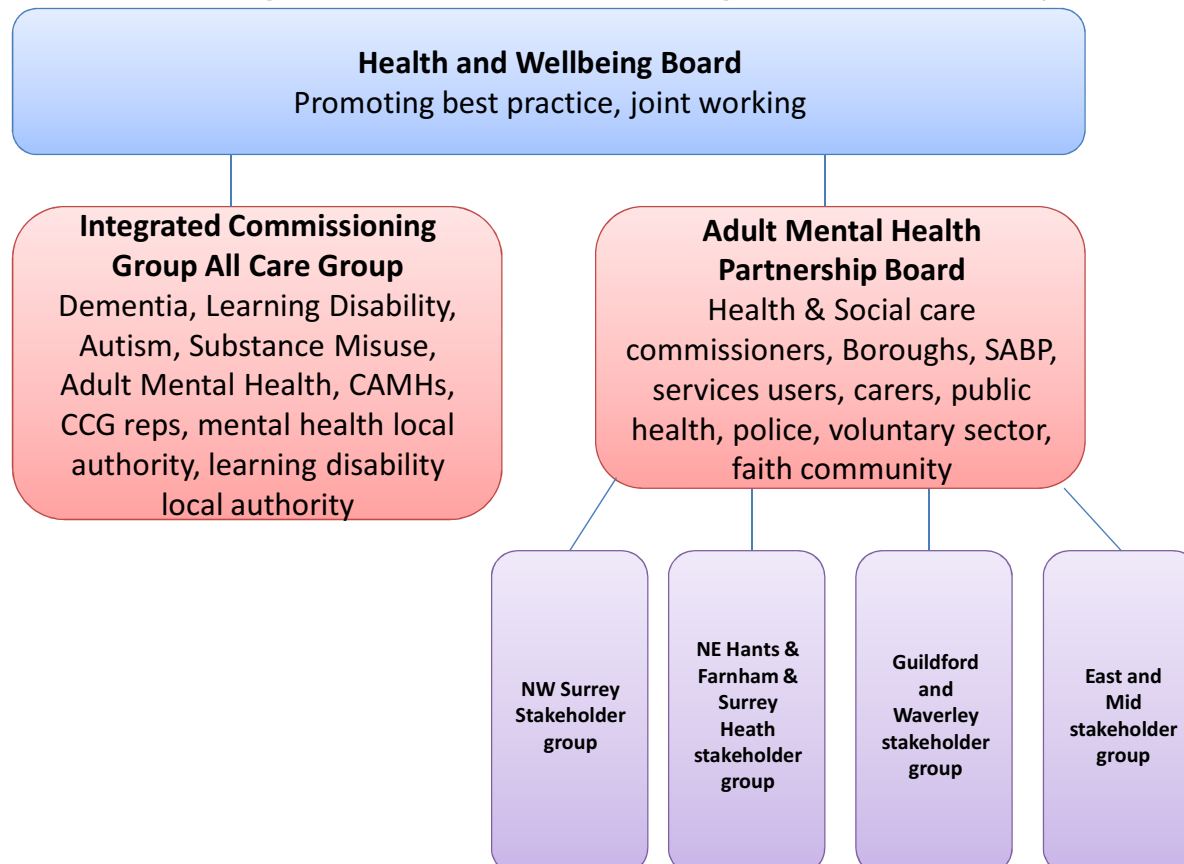 Health and Wellbeing Board
Promoting best practice, joint working
Integrated Commissioning
Group All Care Group
Dementia, Learning Disability,
Autism, Substance Misuse,
Adult Mental Health, CAMHs,
CCG reps, mental health local
authority, learning disability
local authority
Adult Mental Health
Partnership Board
Health & Social care
commissioners, Boroughs, SABP,
services users, carers, public
health, police, voluntary sector,
faith community
NW Surrey
Stakeholder
group
NE Hants &
Farnham &
Surrey
Heath
stakeholder
group
Guildford
and
Waverley
stakeholder
group
East and
Mid
stakeholder
group